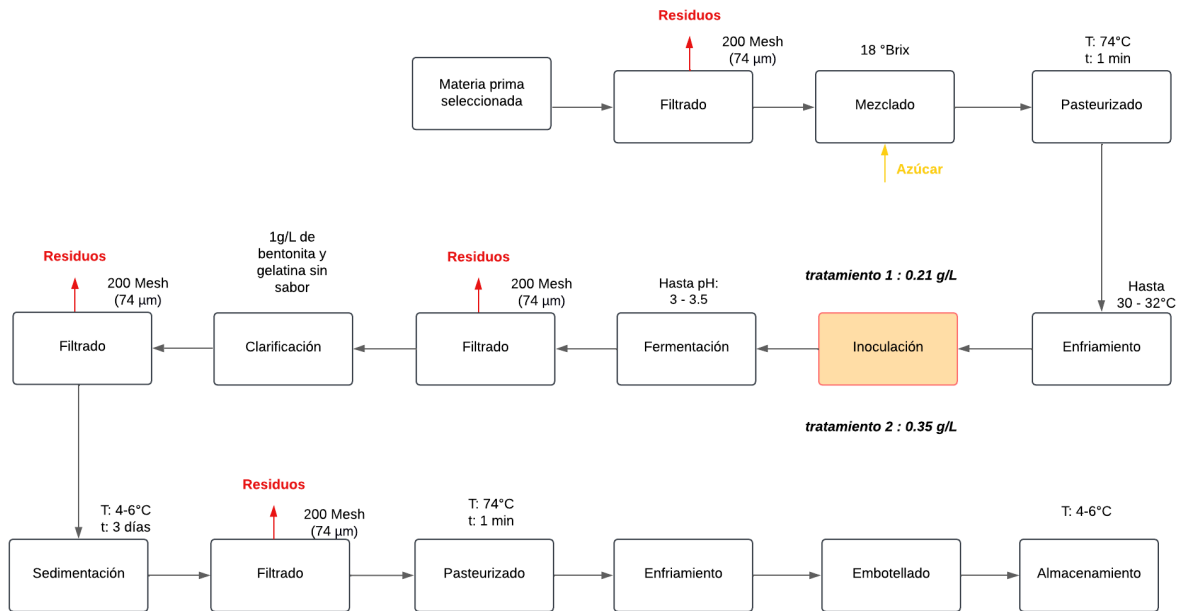 Residuos
200 Mesh
(74 µm)
18 °Brix
T: 74°C
t: 1 min
Materia prima
seleccionada
Filtrado
Mezclado
Pasteurizado
Azúcar
Residuos
200 Mesh
(74 µm)
1g/L de
bentonita y
gelatina sin
sabor
Residuos
200 Mesh
(74 µm)
Hasta pH:
3 - 3.5
tratamiento 1 : 0.21 g/L
Hasta
30 - 32°C
Filtrado
Clarificación
Filtrado
Fermentación
Inoculación
Enfriamiento
tratamiento 2 : 0.35 g/L
T: 4-6°C
t: 3 días
Residuos
200 Mesh
(74 µm)
T: 74°C
t: 1 min
T: 4-6°C
Sedimentación
Filtrado
Pasteurizado
Enfriamiento
Embotellado
Almacenamiento